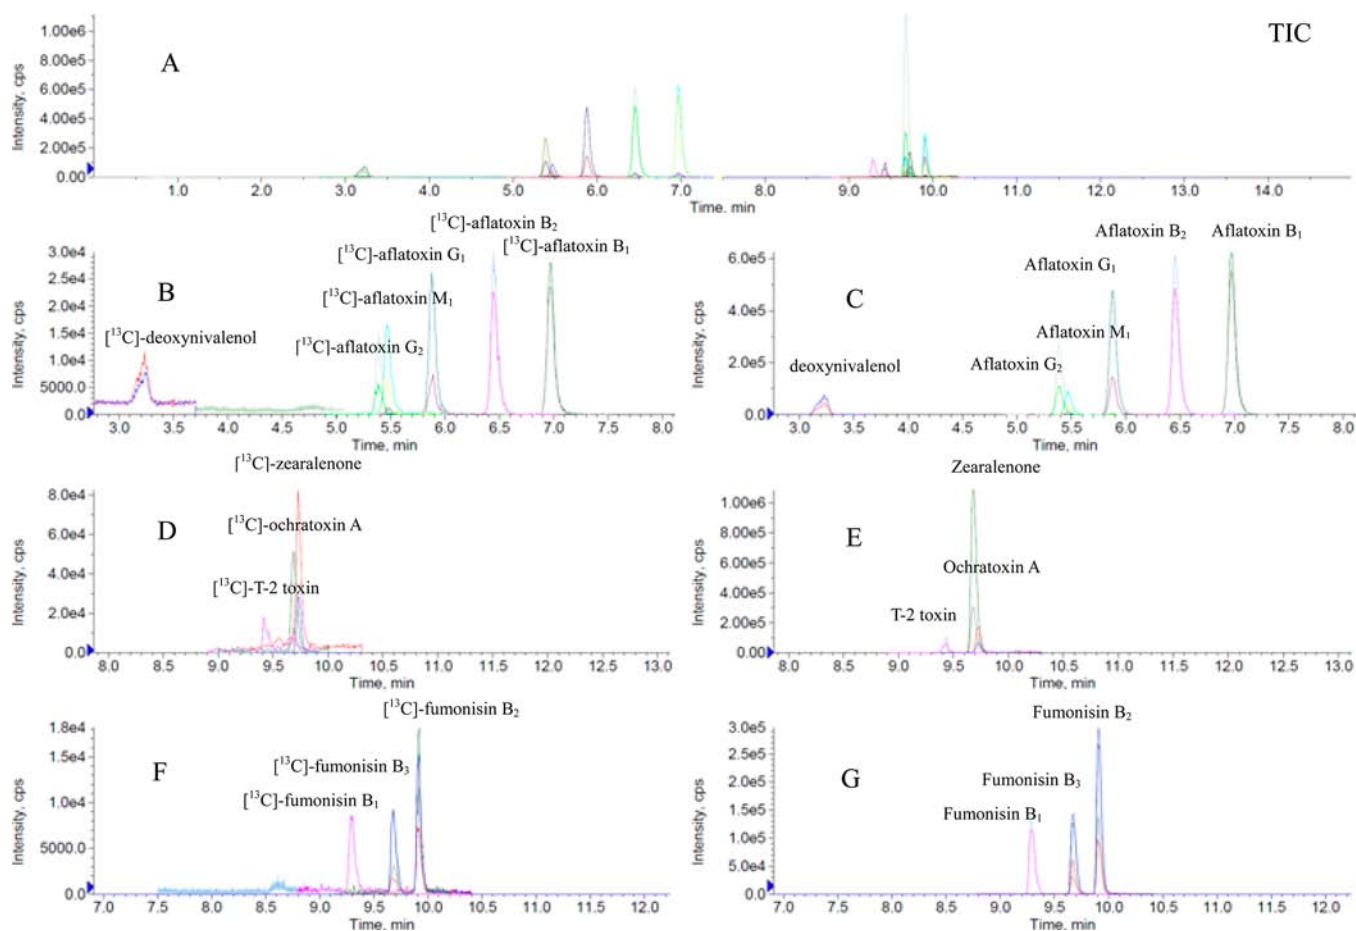 TIC
A
Intensity, cps
1.00e6
8.00e5
6.00e5
4.00e5
2.00e5
0.00
1.0 2.0 3.0 4.0 5.0 6.0 7.0 8.0 9.0 10.0 11.0 12.0 13.0 14.0
Time, min
B
Intensity, cps
[¹³C]-aflatoxin B₂
[¹³C]-aflatoxin B₁
[¹³C]-aflatoxin G₁
[¹³C]-aflatoxin M₁
[¹³C]-aflatoxin G₂
[¹³C]-deoxynivalenol
3.0e4
2.5e4
2.0e4
1.5e4
1.0e4
5000.0
0.0
3.0 3.5 4.0 4.5 5.0 5.5 6.0 6.5 7.0 7.5 8.0
Time, min
C
Intensity, cps
Aflatoxin B₂
Aflatoxin B₁
Aflatoxin G₁
Aflatoxin M₁
Aflatoxin G₂
deoxynivalenol
6.0e5
4.0e5
2.0e5
0.0
3.0 3.5 4.0 4.5 5.0 5.5 6.0 6.5 7.0 7.5 8.0
Time, min
D
Intensity, cps
[¹³C]-zearalenone
[¹³C]-ochratoxin A
[¹³C]-T-2 toxin
8.0e4
6.0e4
4.0e4
2.0e4
0.0
8.0 8.5 9.0 9.5 10.0 10.5 11.0 11.5 12.0 12.5 13.0
Time, min
E
Intensity, cps
Zearalenone
Ochratoxin A
T-2 toxin
1.00e6
8.00e5
6.00e5
4.00e5
2.00e5
0.00
8.0 8.5 9.0 9.5 10.0 10.5 11.0 11.5 12.0 12.5 13.0
Time, min
F
Intensity, cps
[¹³C]-fumonisin B₂
[¹³C]-fumonisin B₃
[¹³C]-fumonisin B₁
1.8e4
1.5e4
1.0e4
5000.0
0.0
7.0 7.5 8.0 8.5 9.0 9.5 10.0 10.5 11.0 11.5 12.0
Time, min
G
Intensity, cps
Fumonisin B₂
Fumonisin B₃
Fumonisin B₁
3.0e5
2.5e5
2.0e5
1.5e5
1.0e5
5.0e4
0.0
7.0 7.5 8.0 8.5 9.0 9.5 10.0 10.5 11.0 11.5 12.0
Time, min